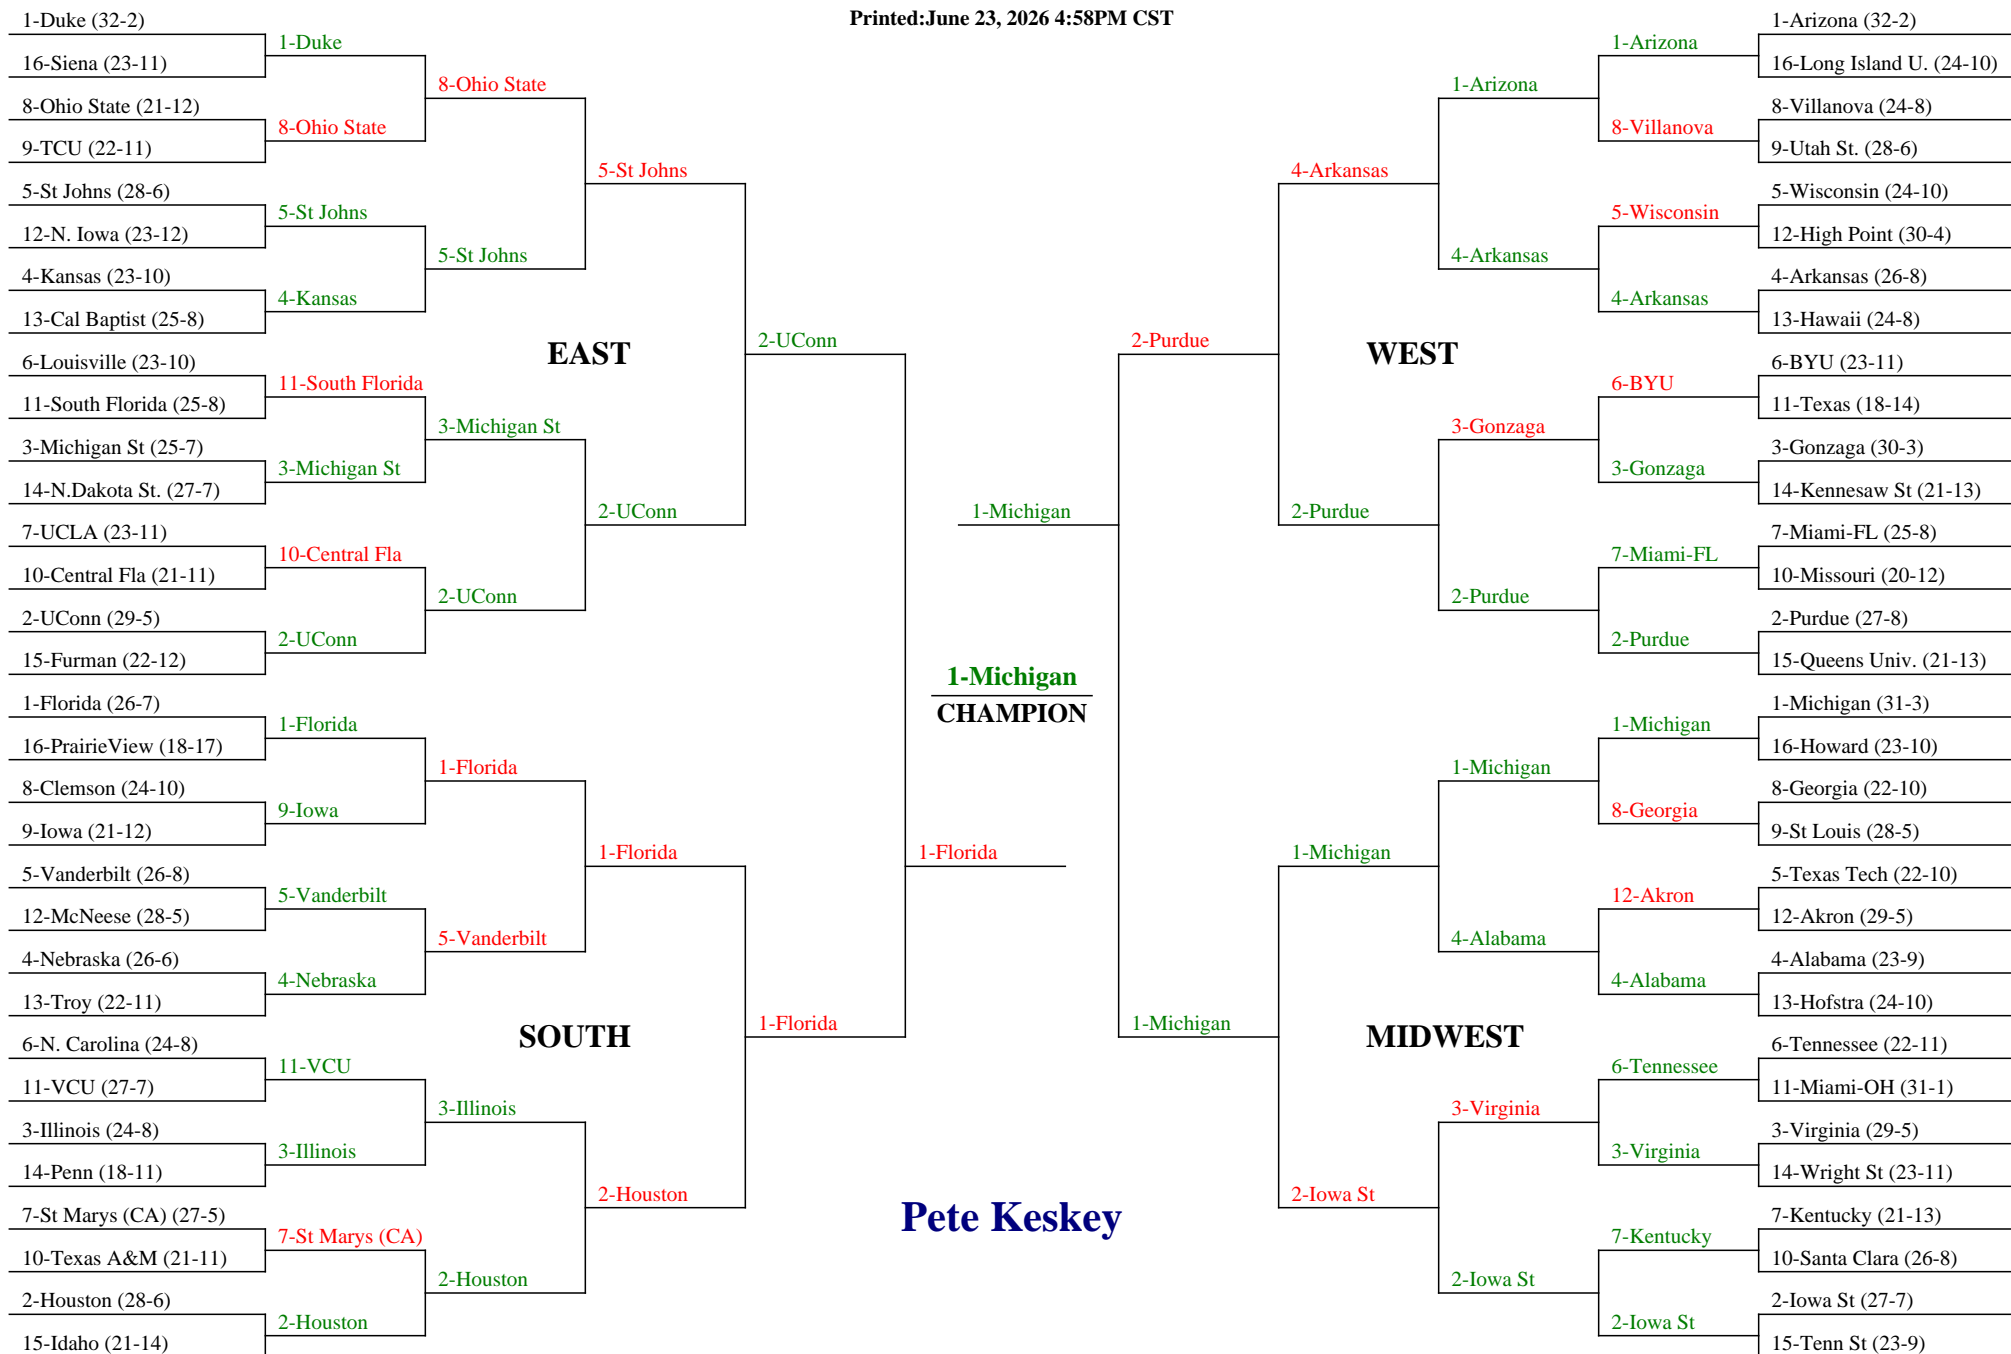 Printed:June 23, 2026 4:58PM CST
1-Duke (32-2)
16-Siena (23-11)
8-Ohio State (21-12)
9-TCU (22-11)
5-St Johns (28-6)
12-N. Iowa (23-12)
4-Kansas (23-10)
13-Cal Baptist (25-8)
6-Louisville (23-10)
11-South Florida (25-8)
3-Michigan St (25-7)
14-N.Dakota St. (27-7)
7-UCLA (23-11)
10-Central Fla (21-11)
2-UConn (29-5)
15-Furman (22-12)
1-Florida (26-7)
16-PrairieView (18-17)
8-Clemson (24-10)
9-Iowa (21-12)
5-Vanderbilt (26-8)
12-McNeese (28-5)
4-Nebraska (26-6)
13-Troy (22-11)
6-N. Carolina (24-8)
11-VCU (27-7)
3-Illinois (24-8)
14-Penn (18-11)
7-St Marys (CA) (27-5)
10-Texas A&M (21-11)
2-Houston (28-6)
15-Idaho (21-14)
1-Duke
8-Ohio State
5-St Johns
4-Kansas
11-South Florida
3-Michigan St
10-Central Fla
2-UConn
1-Florida
9-Iowa
5-Vanderbilt
4-Nebraska
11-VCU
3-Illinois
7-St Marys (CA)
2-Houston
8-Ohio State
5-St Johns
3-Michigan St
2-UConn
1-Florida
5-Vanderbilt
3-Illinois
2-Houston
EAST
SOUTH
5-St Johns
2-UConn
1-Florida
2-Houston
2-UConn
1-Florida
1-Florida
1-Michigan
1-Michigan
CHAMPION
Pete Keskey
2-Purdue
1-Michigan
4-Arkansas
2-Purdue
1-Michigan
2-Iowa St
WEST
MIDWEST
1-Arizona
4-Arkansas
3-Gonzaga
2-Purdue
1-Michigan
4-Alabama
3-Virginia
2-Iowa St
1-Arizona
8-Villanova
5-Wisconsin
4-Arkansas
6-BYU
3-Gonzaga
7-Miami-FL
2-Purdue
1-Michigan
8-Georgia
12-Akron
4-Alabama
6-Tennessee
3-Virginia
7-Kentucky
2-Iowa St
1-Arizona (32-2)
16-Long Island U. (24-10)
8-Villanova (24-8)
9-Utah St. (28-6)
5-Wisconsin (24-10)
12-High Point (30-4)
4-Arkansas (26-8)
13-Hawaii (24-8)
6-BYU (23-11)
11-Texas (18-14)
3-Gonzaga (30-3)
14-Kennesaw St (21-13)
7-Miami-FL (25-8)
10-Missouri (20-12)
2-Purdue (27-8)
15-Queens Univ. (21-13)
1-Michigan (31-3)
16-Howard (23-10)
8-Georgia (22-10)
9-St Louis (28-5)
5-Texas Tech (22-10)
12-Akron (29-5)
4-Alabama (23-9)
13-Hofstra (24-10)
6-Tennessee (22-11)
11-Miami-OH (31-1)
3-Virginia (29-5)
14-Wright St (23-11)
7-Kentucky (21-13)
10-Santa Clara (26-8)
2-Iowa St (27-7)
15-Tenn St (23-9)